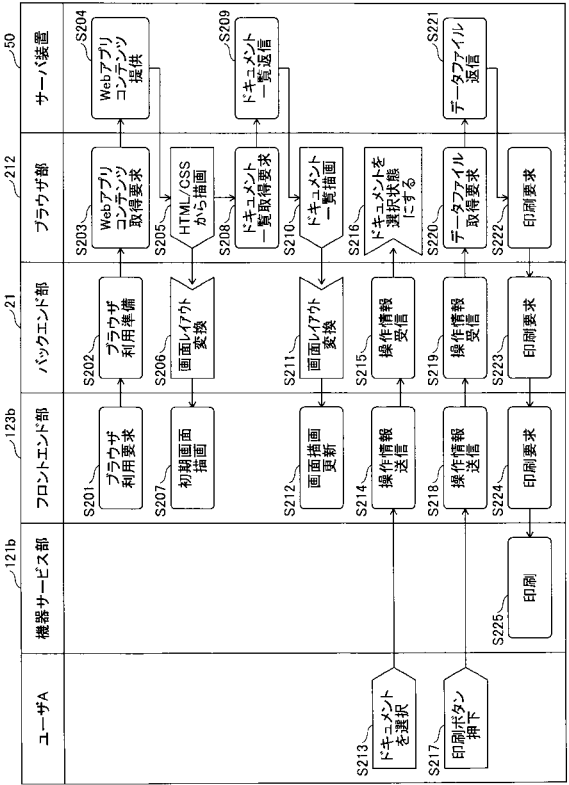 ユーザA
121b
機器サービス部
123b
フロントエンド部
21
バックエンド部
212
ブラウザ部
50
サーバ装置
S201
ブラウザ
利用要求
S202
ブラウザ
利用準備
S203
Webアプリ
コンテンツ
取得要求
S204
Webアプリ
コンテンツ
提供
S205
HTML/CSS
から描画
S206
画面レイアウト
変換
S207
初期画面
描画
S208
ドキュメント
一覧取得要求
S209
ドキュメント
一覧返信
S210
ドキュメント
一覧描画
S211
画面レイアウト
変換
S212
画面描画
更新
S213
ドキュメント
を選択
S214
操作情報
送信
S215
操作情報
受信
S216
ドキュメントを
選択状態
にする
S217
印刷ボタン
押下
S218
操作情報
送信
S219
操作情報
受信
S220
データファイル
取得要求
S221
データファイル
返信
S222
印刷要求
S223
印刷要求
S224
印刷要求
S225
印刷